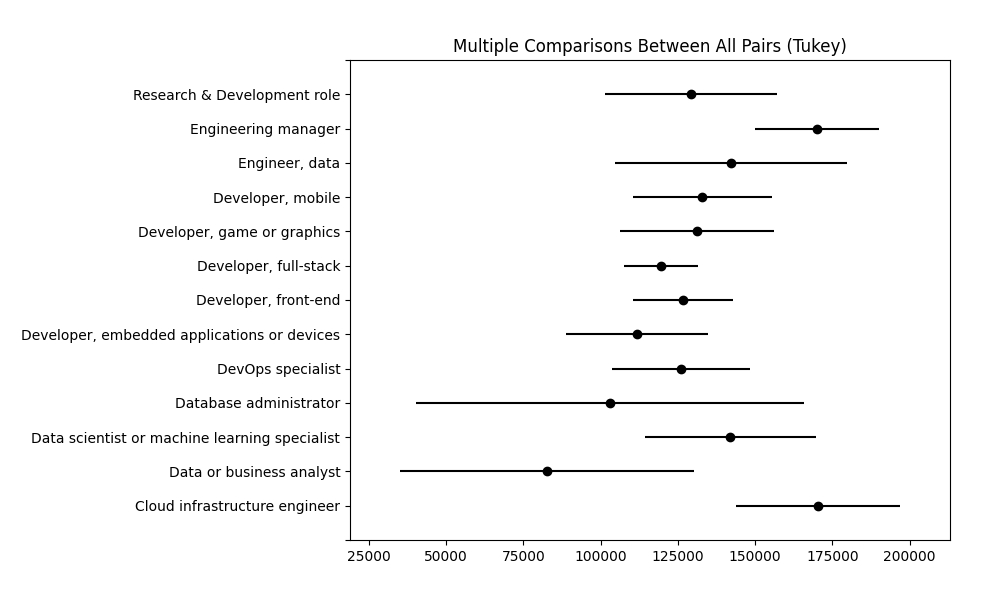 Multiple Comparisons Between All Pairs (Tukey)
Research & Development role
Engineering manager
Engineer, data
Developer, mobile
Developer, game or graphics
Developer, full-stack
Developer, front-end
Developer, embedded applications or devices
DevOps specialist
Database administrator
Data scientist or machine learning specialist
Data or business analyst
Cloud infrastructure engineer
25000 50000 75000 100000 125000 150000 175000 200000